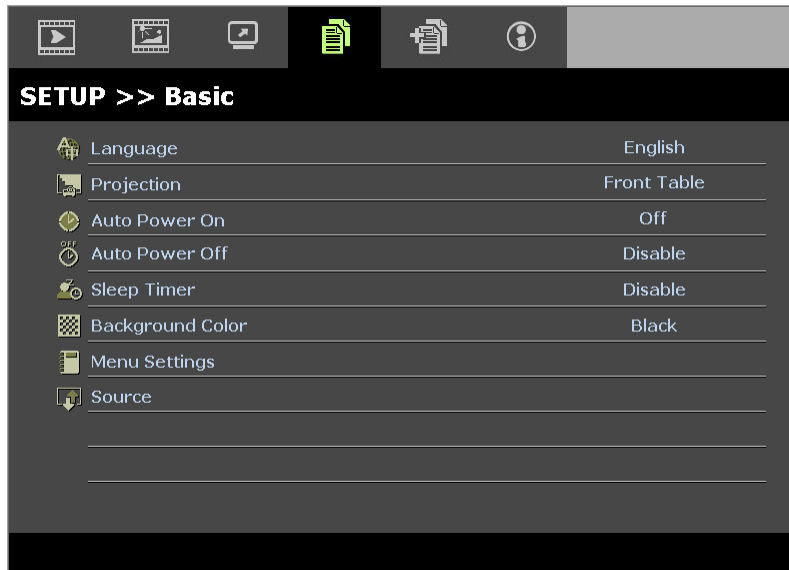 SETUP >> Basic
Language English
Projection Front Table
Auto Power On Off
OFF
Auto Power Off Disable
Sleep Timer Disable
Background Color Black
Menu Settings
Source